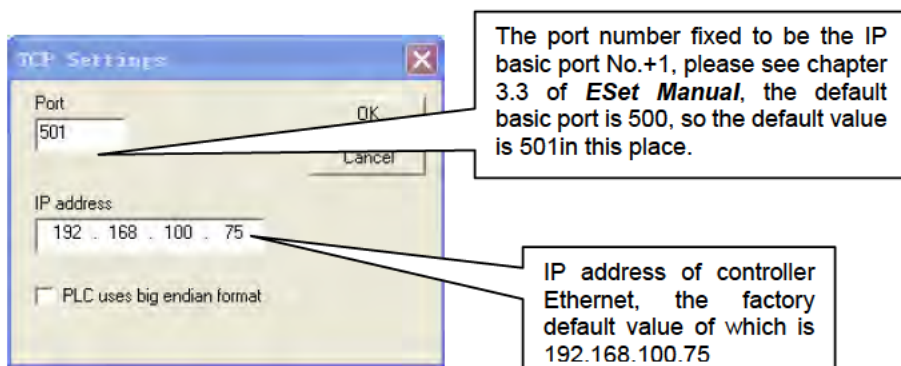 TCP Settings
Port
501
OK
Cancel
IP address
192 . 168 . 100 . 75
PLC uses big endian format
The port number fixed to be the IP
basic port No.+1, please see chapter
3.3 of ESet Manual, the default
basic port is 500, so the default value
is 501in this place.
IP address of controller
Ethernet, the factory
default value of which is
192.168.100.75